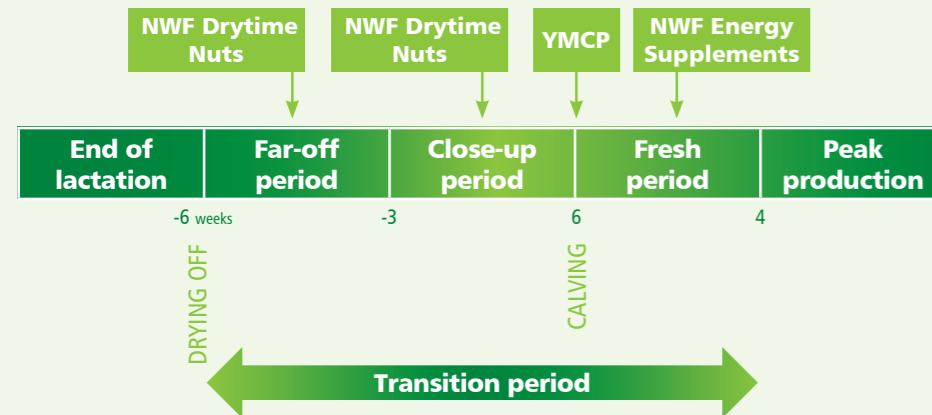 NWF Drytime
Nuts
NWF Drytime
Nuts
YMCP
NWF Energy
Supplements
End of
lactation
Far-off
period
Close-up
period
Fresh
period
Peak
production
-6 weeks
-3
6
4
DRYING OFF
CALVING
Transition period